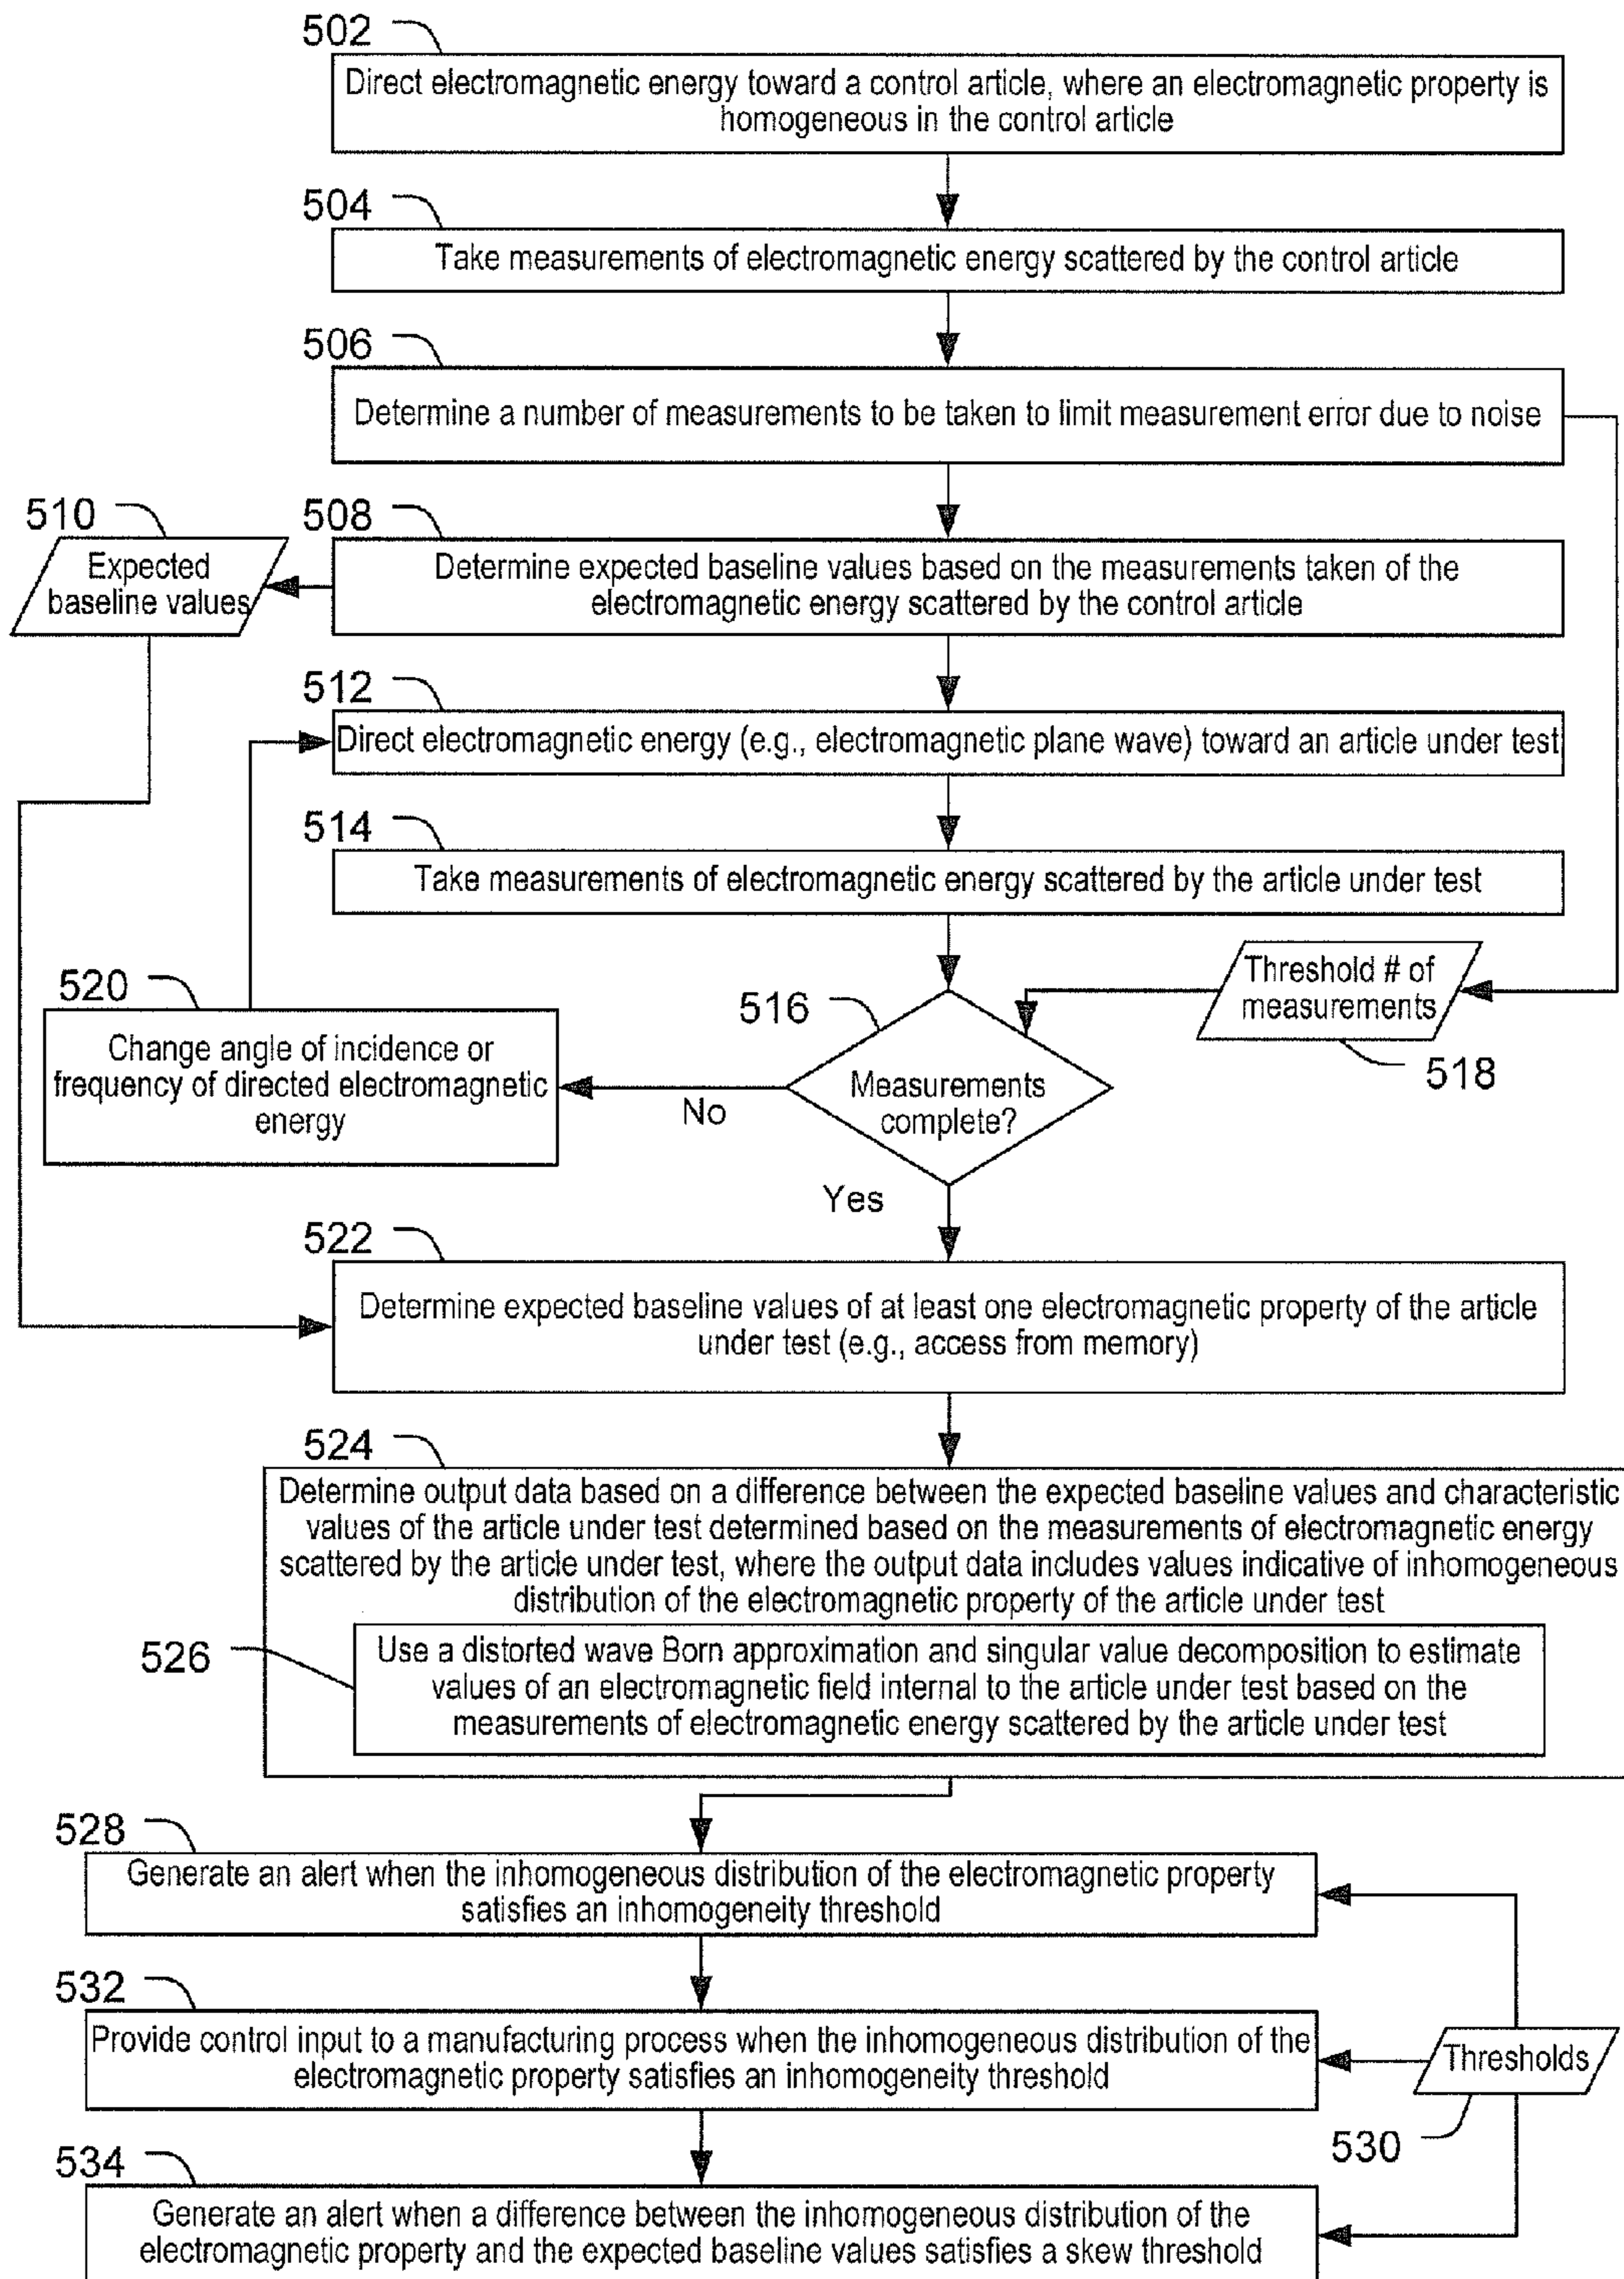 502
Direct electromagnetic energy toward a control article, where an electromagnetic property is
homogeneous in the control article
504
Take measurements of electromagnetic energy scattered by the control article
506
Determine a number of measurements to be taken to limit measurement error due to noise
510
Expected
baseline values
508
Determine expected baseline values based on the measurements taken of the
electromagnetic energy scattered by the control article
512
Direct electromagnetic energy (e.g., electromagnetic plane wave) toward an article under test
514
Take measurements of electromagnetic energy scattered by the article under test
520
Change angle of incidence or
frequency of directed electromagnetic
energy
516
Measurements
complete?
Threshold # of
measurements
518
No
Yes
522
Determine expected baseline values of at least one electromagnetic property of the article
under test (e.g., access from memory)
524
Determine output data based on a difference between the expected baseline values and characteristic
values of the article under test determined based on the measurements of electromagnetic energy
scattered by the article under test, where the output data includes values indicative of inhomogeneous
distribution of the electromagnetic property of the article under test
526
Use a distorted wave Born approximation and singular value decomposition to estimate
values of an electromagnetic field internal to the article under test based on the
measurements of electromagnetic energy scattered by the article under test
528
Generate an alert when the inhomogeneous distribution of the electromagnetic property
satisfies an inhomogeneity threshold
532
Provide control input to a manufacturing process when the inhomogeneous distribution of the
electromagnetic property satisfies an inhomogeneity threshold
Thresholds
530
534
Generate an alert when a difference between the inhomogeneous distribution of the
electromagnetic property and the expected baseline values satisfies a skew threshold